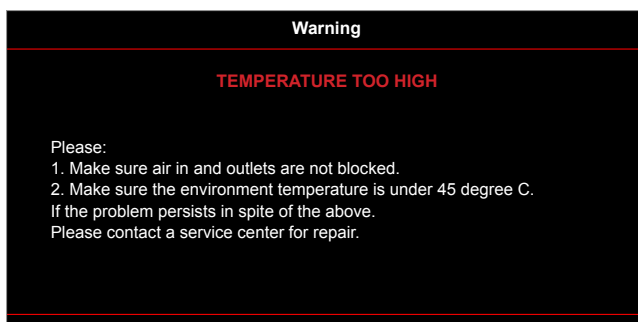 Warning
TEMPERATURE TOO HIGH
Please:
1. Make sure air in and outlets are not blocked.
2. Make sure the environment temperature is under 45 degree C.
If the problem persists in spite of the above.
Please contact a service center for repair.